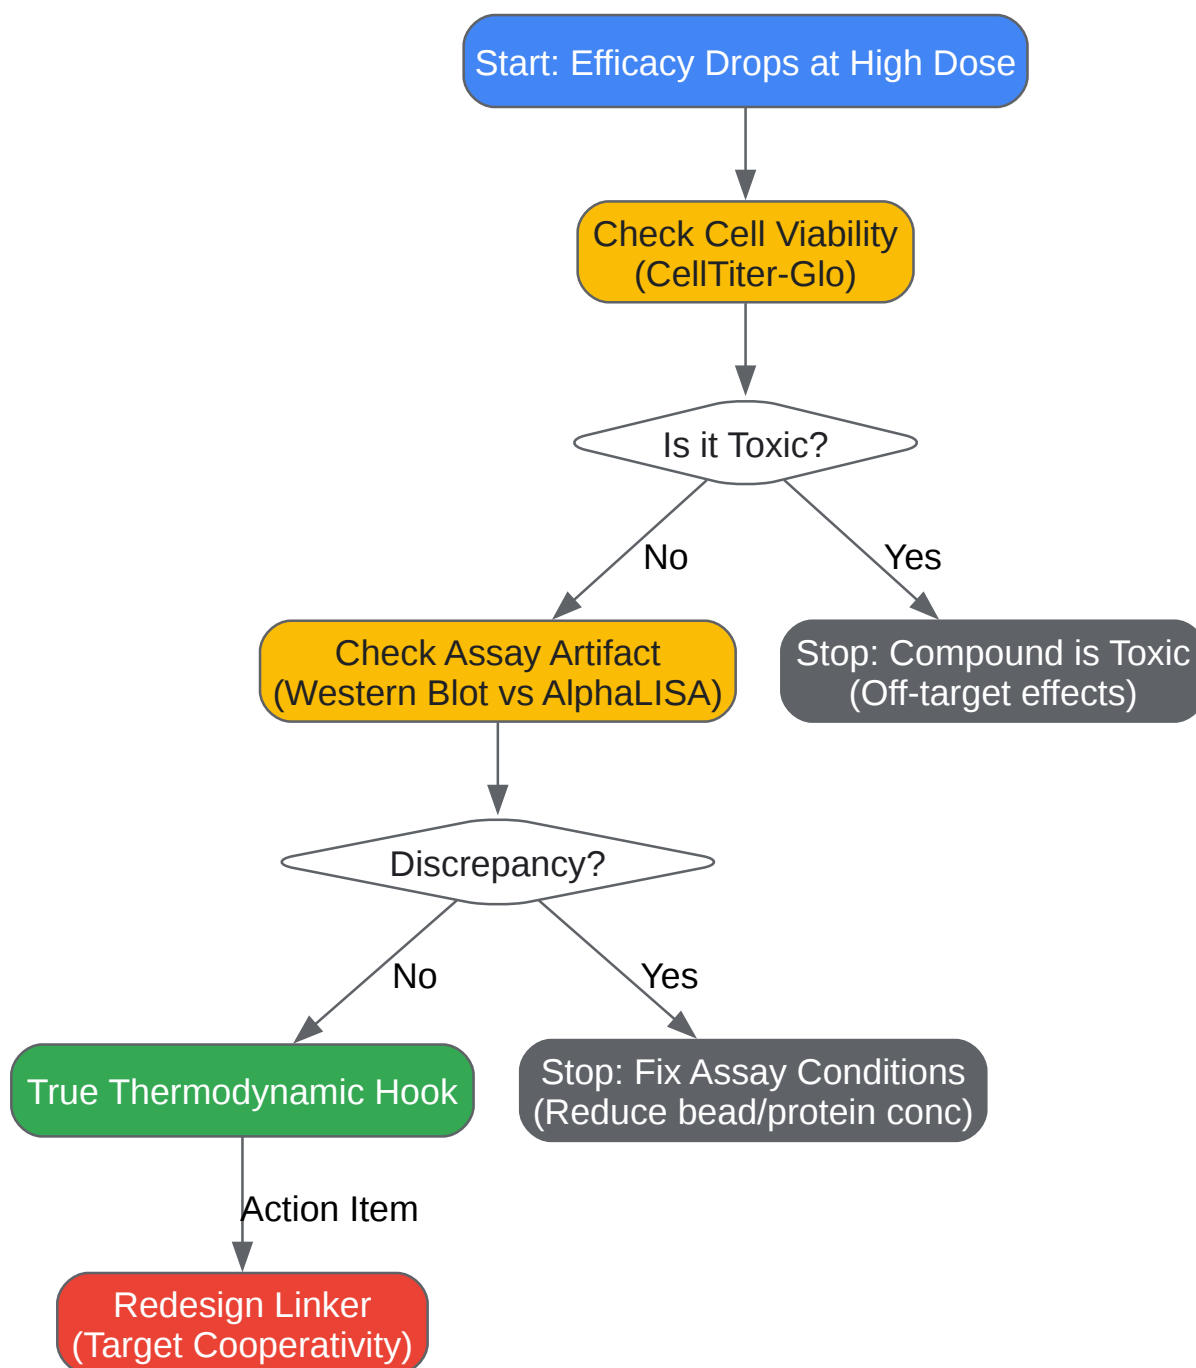 Start: Efficacy Drops at High Dose
Check Cell Viability
(CellTiter-Glo)
Is it Toxic?
No
Yes
Check Assay Artifact
(Western Blot vs AlphaLISA)
Stop: Compound is Toxic
(Off-target effects)
Discrepancy?
No
Yes
True Thermodynamic Hook
Stop: Fix Assay Conditions
(Reduce bead/protein conc)
Action Item
Redesign Linker
(Target Cooperativity)